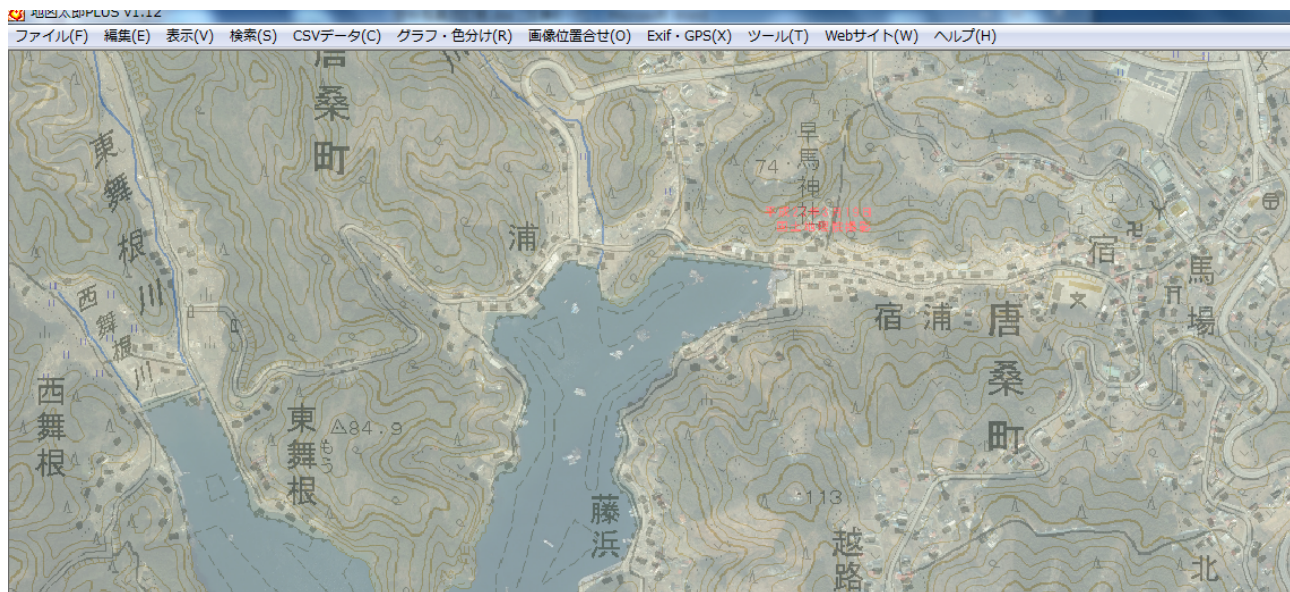 地図太郎PLUS V1.12
ファイル(F) 編集(E) 表示(V) 検索(S) CSVデータ(C) グラフ・色分け(R) 画像位置合せ(O) Exif・GPS(X) ツール(T) Webサイト(W) ヘルプ(H)
唐桑町
川
東舞根川
西舞根川
74
早馬神
浦
宿
馬場
宿浦
唐桑町
西舞根
東舞根
もう
84.9
113
藤浜
越路
北